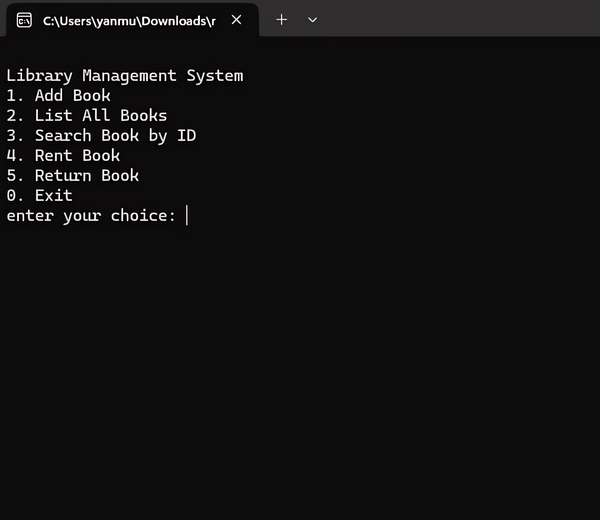 C:\Users\yanmu\Downloads\r
Library Management System
1. Add Book
2. List All Books
3. Search Book by ID
4. Rent Book
5. Return Book
0. Exit
enter your choice: